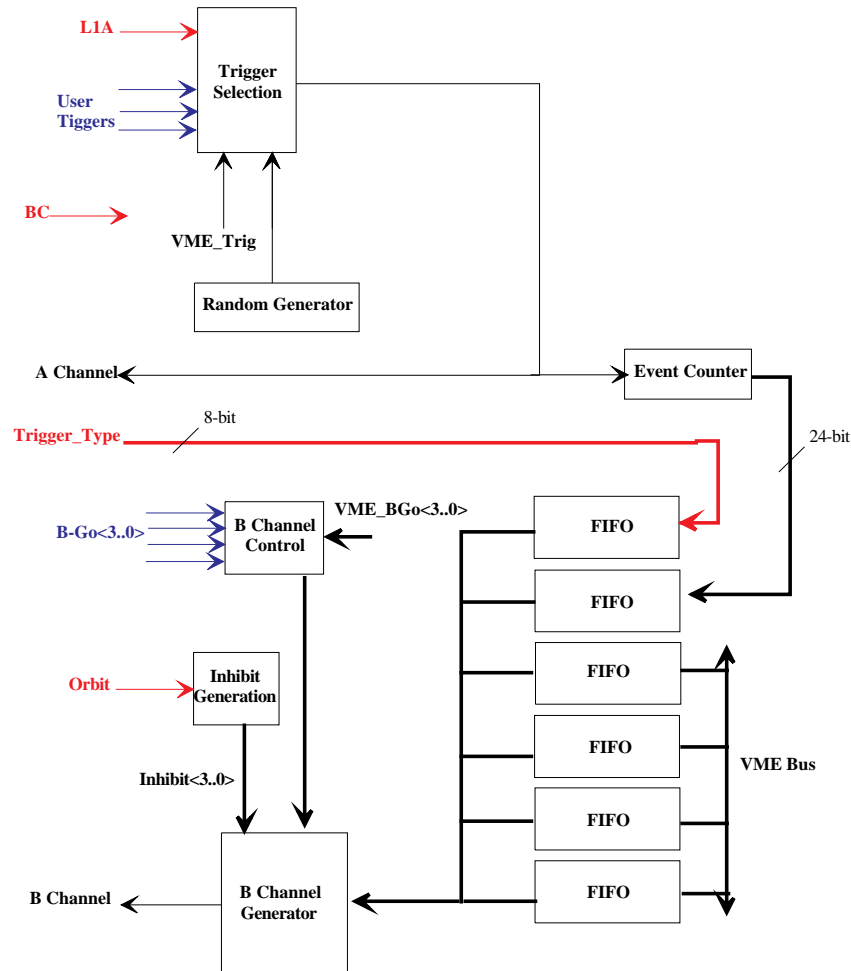 L1A
Trigger
Selection
User
Tiggers
BC
VME_Trig
Random Generator
A Channel
Event Counter
Trigger_Type
8-bit
24-bit
B-Go<3..0>
B Channel
Control
VME_BGo<3..0>
FIFO
FIFO
Orbit
Inhibit
Generation
FIFO
FIFO
VME Bus
Inhibit<3..0>
FIFO
B Channel
B Channel
Generator
FIFO